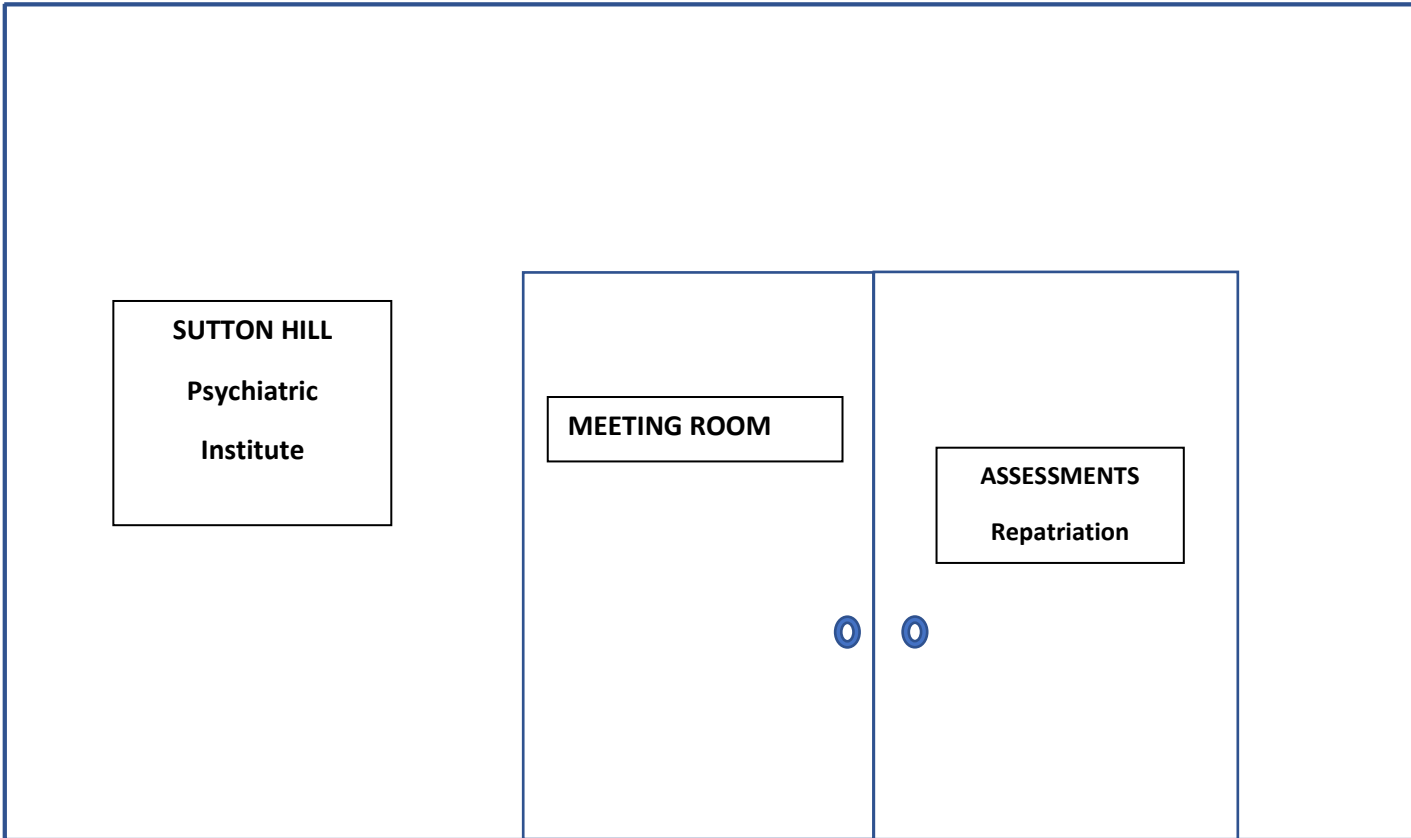 SUTTON HILL
Psychiatric
Institute
MEETING ROOM
ASSESSMENTS
Repatriation